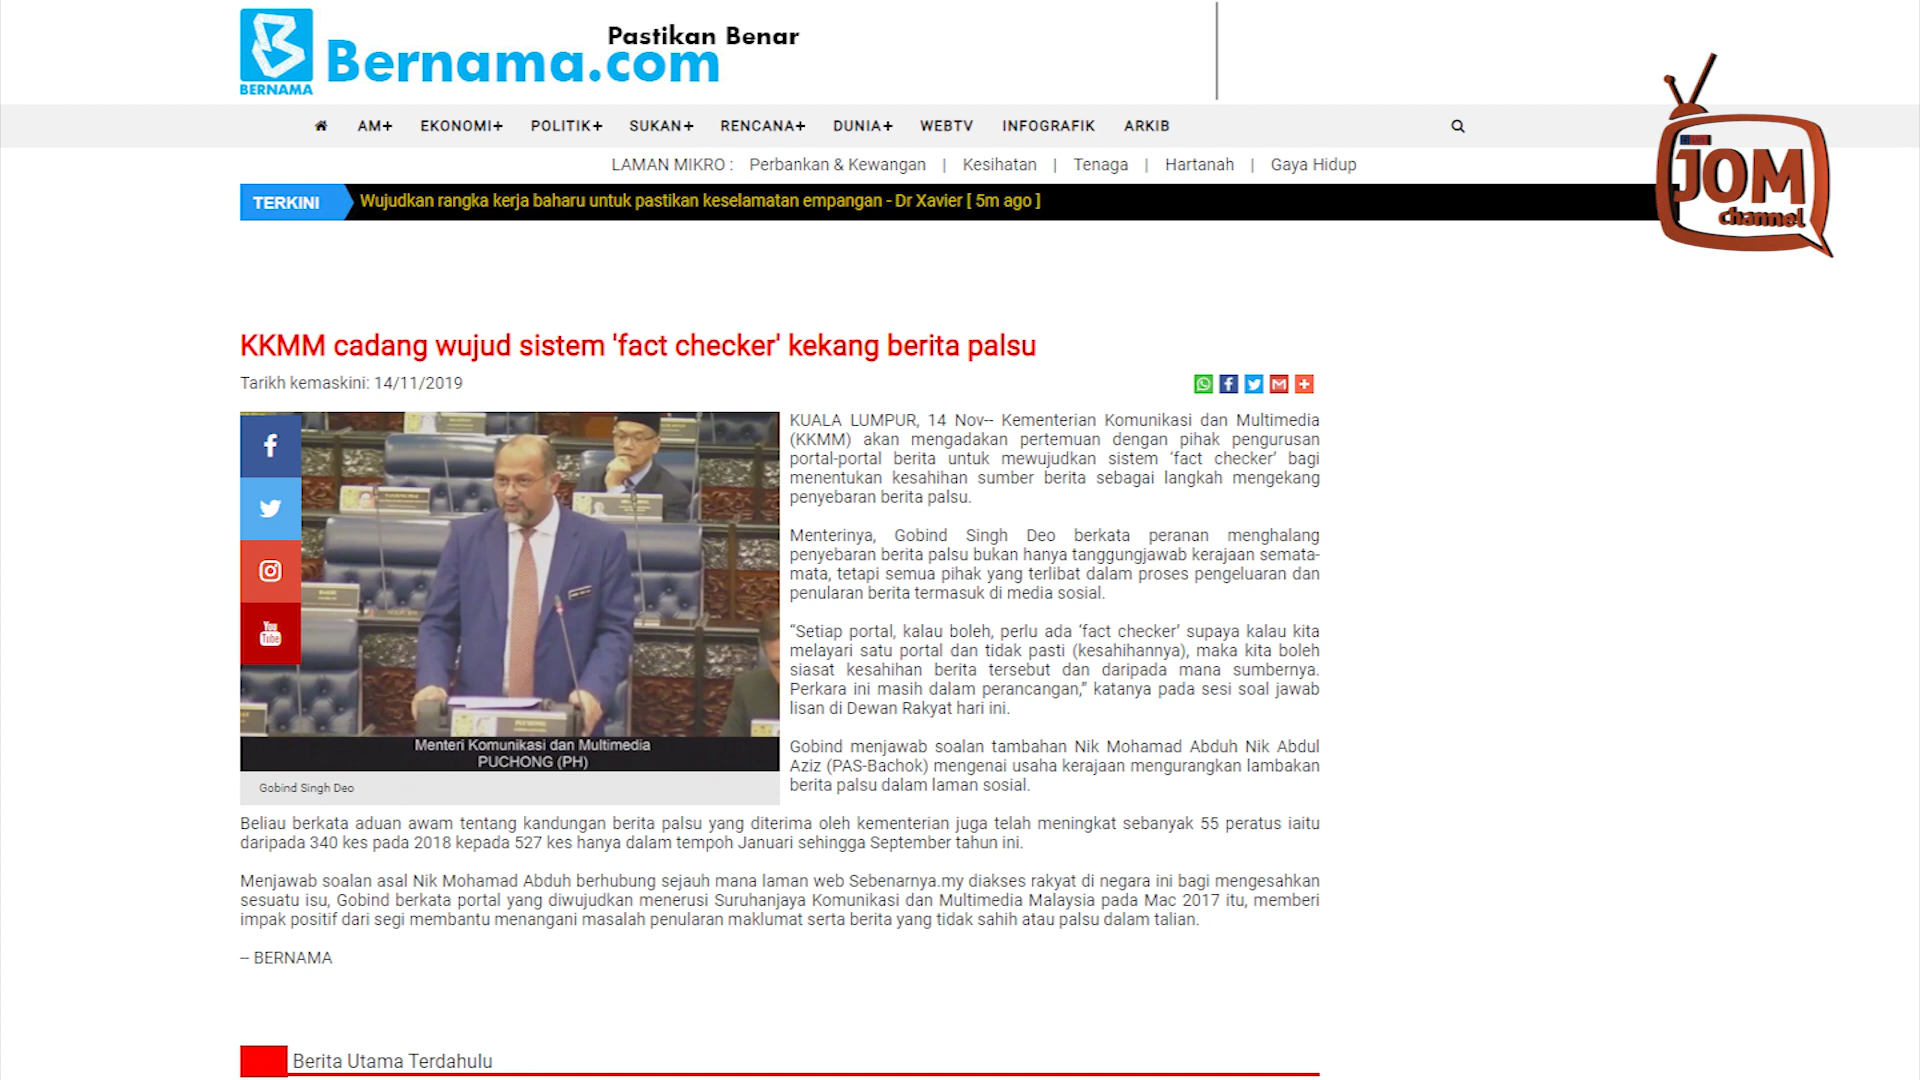 BERNAMA
Bernama.com
Pastikan Benar
AM+ EKONOMI+ POLITIK+ SUKAN+ RENCANA+ DUNIA+ WEBTV INFOGRAFIK ARKIB
LAMAN MIKRO : Perbankan & Kewangan | Kesihatan | Tenaga | Hartanah | Gaya Hidup
TERKINI Wujudkan rangka kerja baharu untuk pastikan keselamatan empangan - Dr Xavier [ 5m ago ]
JOM
channel
KKMM cadang wujud sistem 'fact checker' kekang berita palsu
Tarikh kemaskini: 14/11/2019
You
Tube
PUCHONG
Menteri Komunikasi dan Multimedia
PUCHONG (PH)
Gobind Singh Deo
KUALA LUMPUR, 14 Nov-- Kementerian Komunikasi dan Multimedia
(KKMM) akan mengadakan pertemuan dengan pihak pengurusan
portal-portal berita untuk mewujudkan sistem ‘fact checker’ bagi
menentukan kesahihan sumber berita sebagai langkah mengekang
penyebaran berita palsu.
Menterinya, Gobind Singh Deo berkata peranan menghalang
penyebaran berita palsu bukan hanya tanggungjawab kerajaan semata-
mata, tetapi semua pihak yang terlibat dalam proses pengeluaran dan
penularan berita termasuk di media sosial.
“Setiap portal, kalau boleh, perlu ada ‘fact checker’ supaya kalau kita
melayari satu portal dan tidak pasti (kesahihannya), maka kita boleh
siasat kesahihan berita tersebut dan daripada mana sumbernya.
Perkara ini masih dalam perancangan,” katanya pada sesi soal jawab
lisan di Dewan Rakyat hari ini.
Gobind menjawab soalan tambahan Nik Mohamad Abduh Nik Abdul
Aziz (PAS-Bachok) mengenai usaha kerajaan mengurangkan lambakan
berita palsu dalam laman sosial.
Beliau berkata aduan awam tentang kandungan berita palsu yang diterima oleh kementerian juga telah meningkat sebanyak 55 peratus iaitu
daripada 340 kes pada 2018 kepada 527 kes hanya dalam tempoh Januari sehingga September tahun ini.
Menjawab soalan asal Nik Mohamad Abduh berhubung sejauh mana laman web Sebenarnya.my diakses rakyat di negara ini bagi mengesahkan
sesuatu isu, Gobind berkata portal yang diwujudkan menerusi Suruhanjaya Komunikasi dan Multimedia Malaysia pada Mac 2017 itu, memberi
impak positif dari segi membantu menangani masalah penularan maklumat serta berita yang tidak sahih atau palsu dalam talian.
-- BERNAMA
Berita Utama Terdahulu